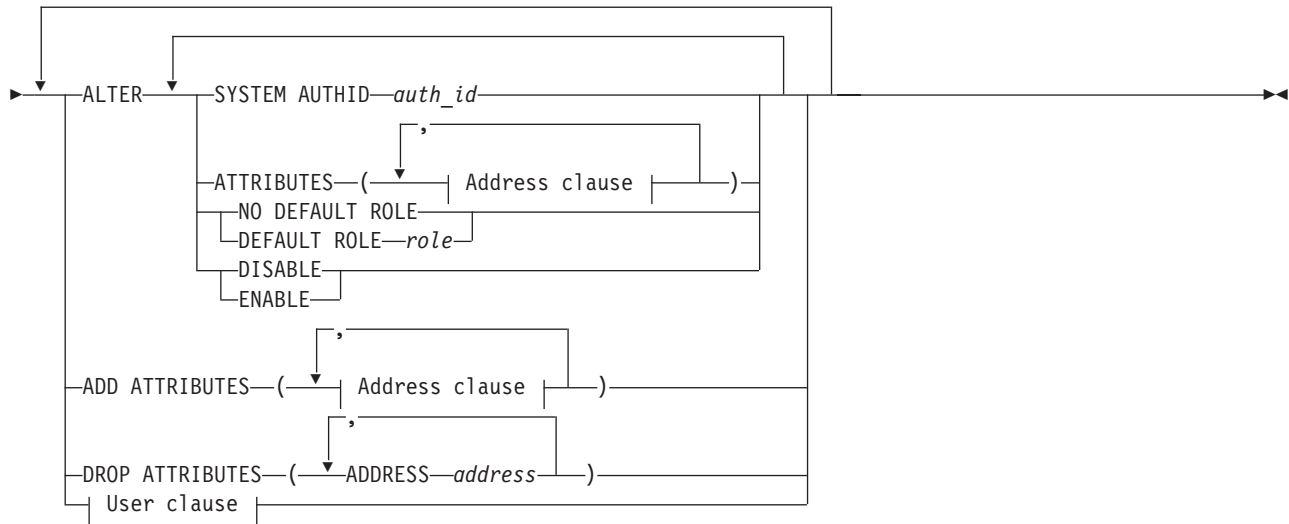 ALTER SYSTEM AUTHID auth_id
,
ATTRIBUTES ( Address clause )
NO DEFAULT ROLE
DEFAULT ROLE role
DISABLE
ENABLE
,
ADD ATTRIBUTES ( Address clause )
,
DROP ATTRIBUTES ( ADDRESS address )
User clause